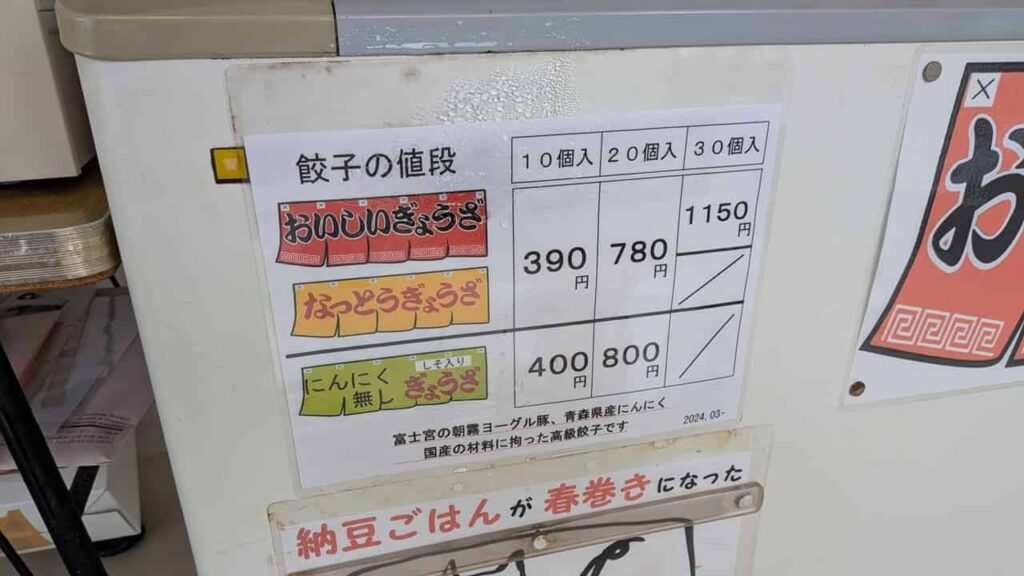 餃子の値段
10個入 20個入 30個入
おいしいぎょうざ
なっとうぎょうざ
390円 780円 1150円
にんにく無し
しそ入り
ぎょうざ
400円 800円
富士宮の朝霧ヨーグル豚、青森県産にんにく
国産の材料に拘った高級餃子です
2024,03~
納豆ごはんが春巻きになった
お